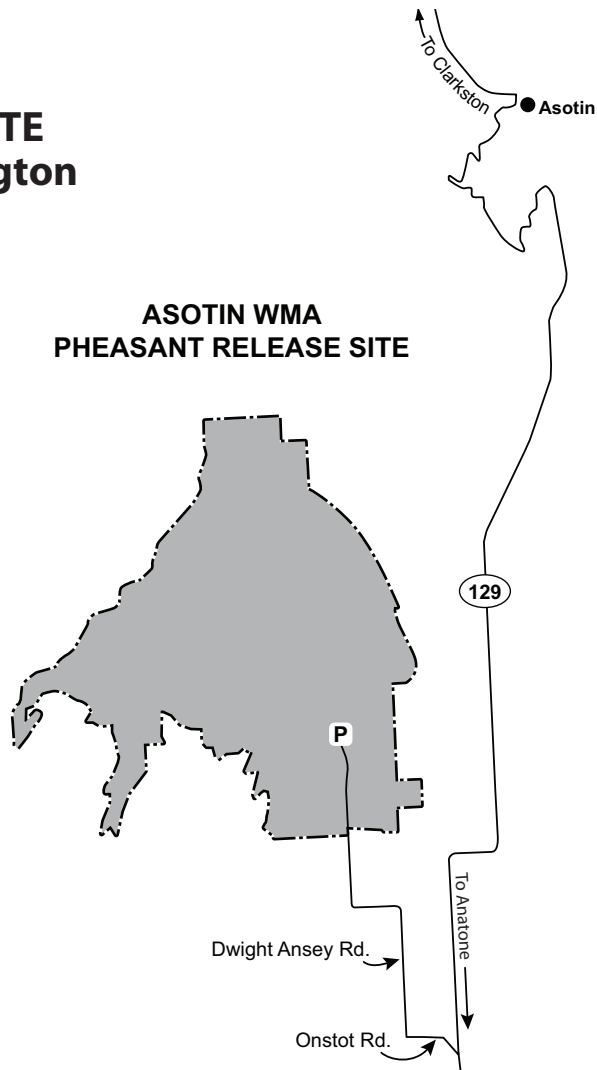 To Clarkston
Asotin
TE
gton
ASOTIN WMA
PHEASANT RELEASE SITE
129
P
To Anatone
Dwight Ansey Rd.
Onstot Rd.